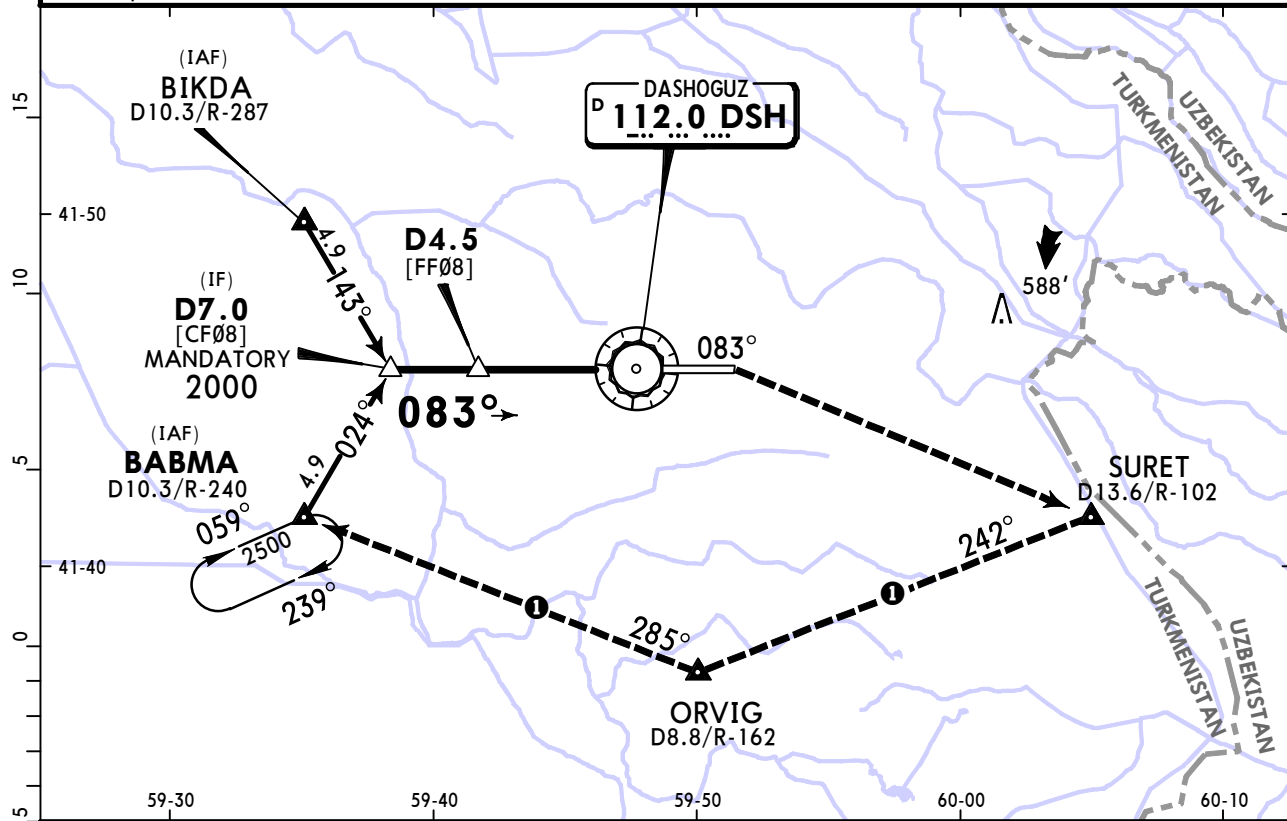 (IAF)
BIKDA
D10.3/R-287
DASHOGUZ
D 112.0 DSH
TURKMENISTAN
UZBEKISTAN
15
41-50
4.9
143°
D4.5
[FFØ8]
(IF)
D7.0
[CFØ8]
MANDATORY
2000
10
588'
083°
083°
024°
4.9
(IAF)
BABMA
D10.3/R-240
5
SURET
D13.6/R-102
059°
2500
239°
242°
41-40
1
1
285°
0
ORVIG
D8.8/R-162
TURKMENISTAN
UZBEKISTAN
5
59-30
59-40
59-50
60-00
60-10